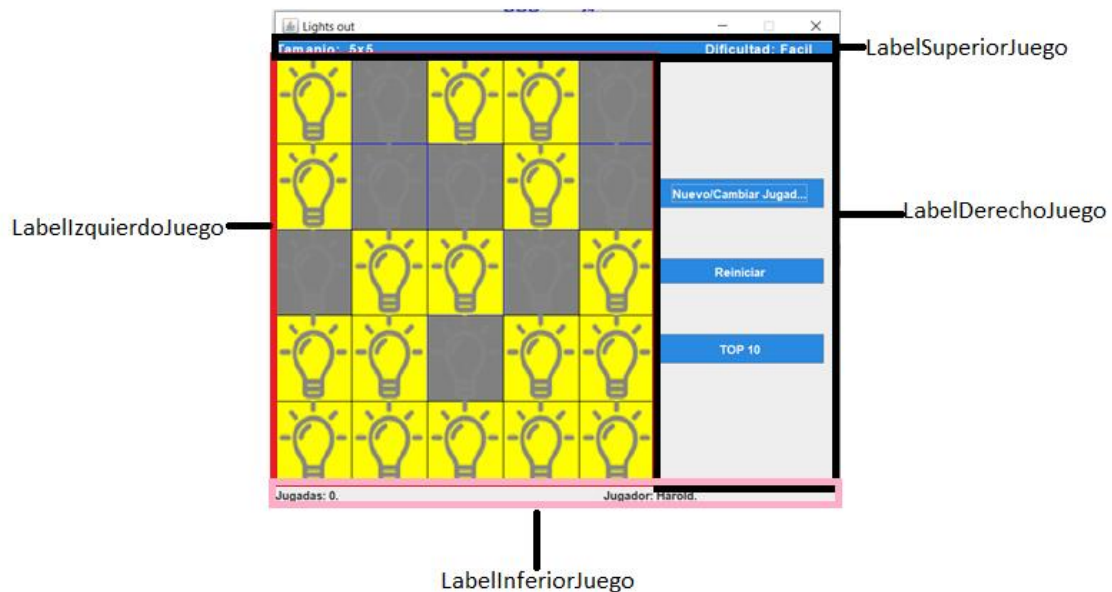 Lights out
Tamanio: 5x5
Dificultad: Facil
LabelSuperiorJuego
Nuevo/Cambiar Jugad...
LabelDerechoJuego
LabelIzquierdoJuego
Reiniciar
TOP 10
Jugadas: 0.
Jugador: Harold.
LabelInferiorJuego